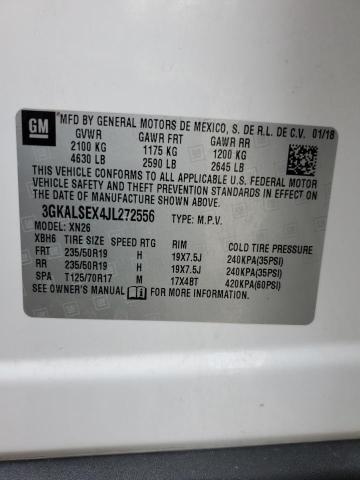 GM
MFD BY GENERAL MOTORS DE MEXICO, S. DE R.L. DE C.V. 01/18
GVWR GAWR FRT GAWR RR
2100 KG 1175 KG 1200 KG
4630 LB 2590 LB 2645 LB
THIS VEHICLE CONFORMS TO ALL APPLICABLE U.S. FEDERAL MOTOR
VEHICLE SAFETY AND THEFT PREVENTION STANDARDS IN EFFECT ON
THE DATE OF MANUFACTURE SHOWN ABOVE.
3GKALSEX4JL272556 TYPE: M.P.V.
MODEL: XN26
XBH6 TIRE SIZE SPEED RTG RIM COLD TIRE PRESSURE
FRT 235/50R19 H 19X7.5J 240KPA(35PSI)
RR 235/50R19 H 19X7.5J 240KPA(35PSI)
SPA T125/70R17 M 17X4BT 420KPA(60PSI)
SEE OWNER'S MANUAL FOR MORE INFORMATION.